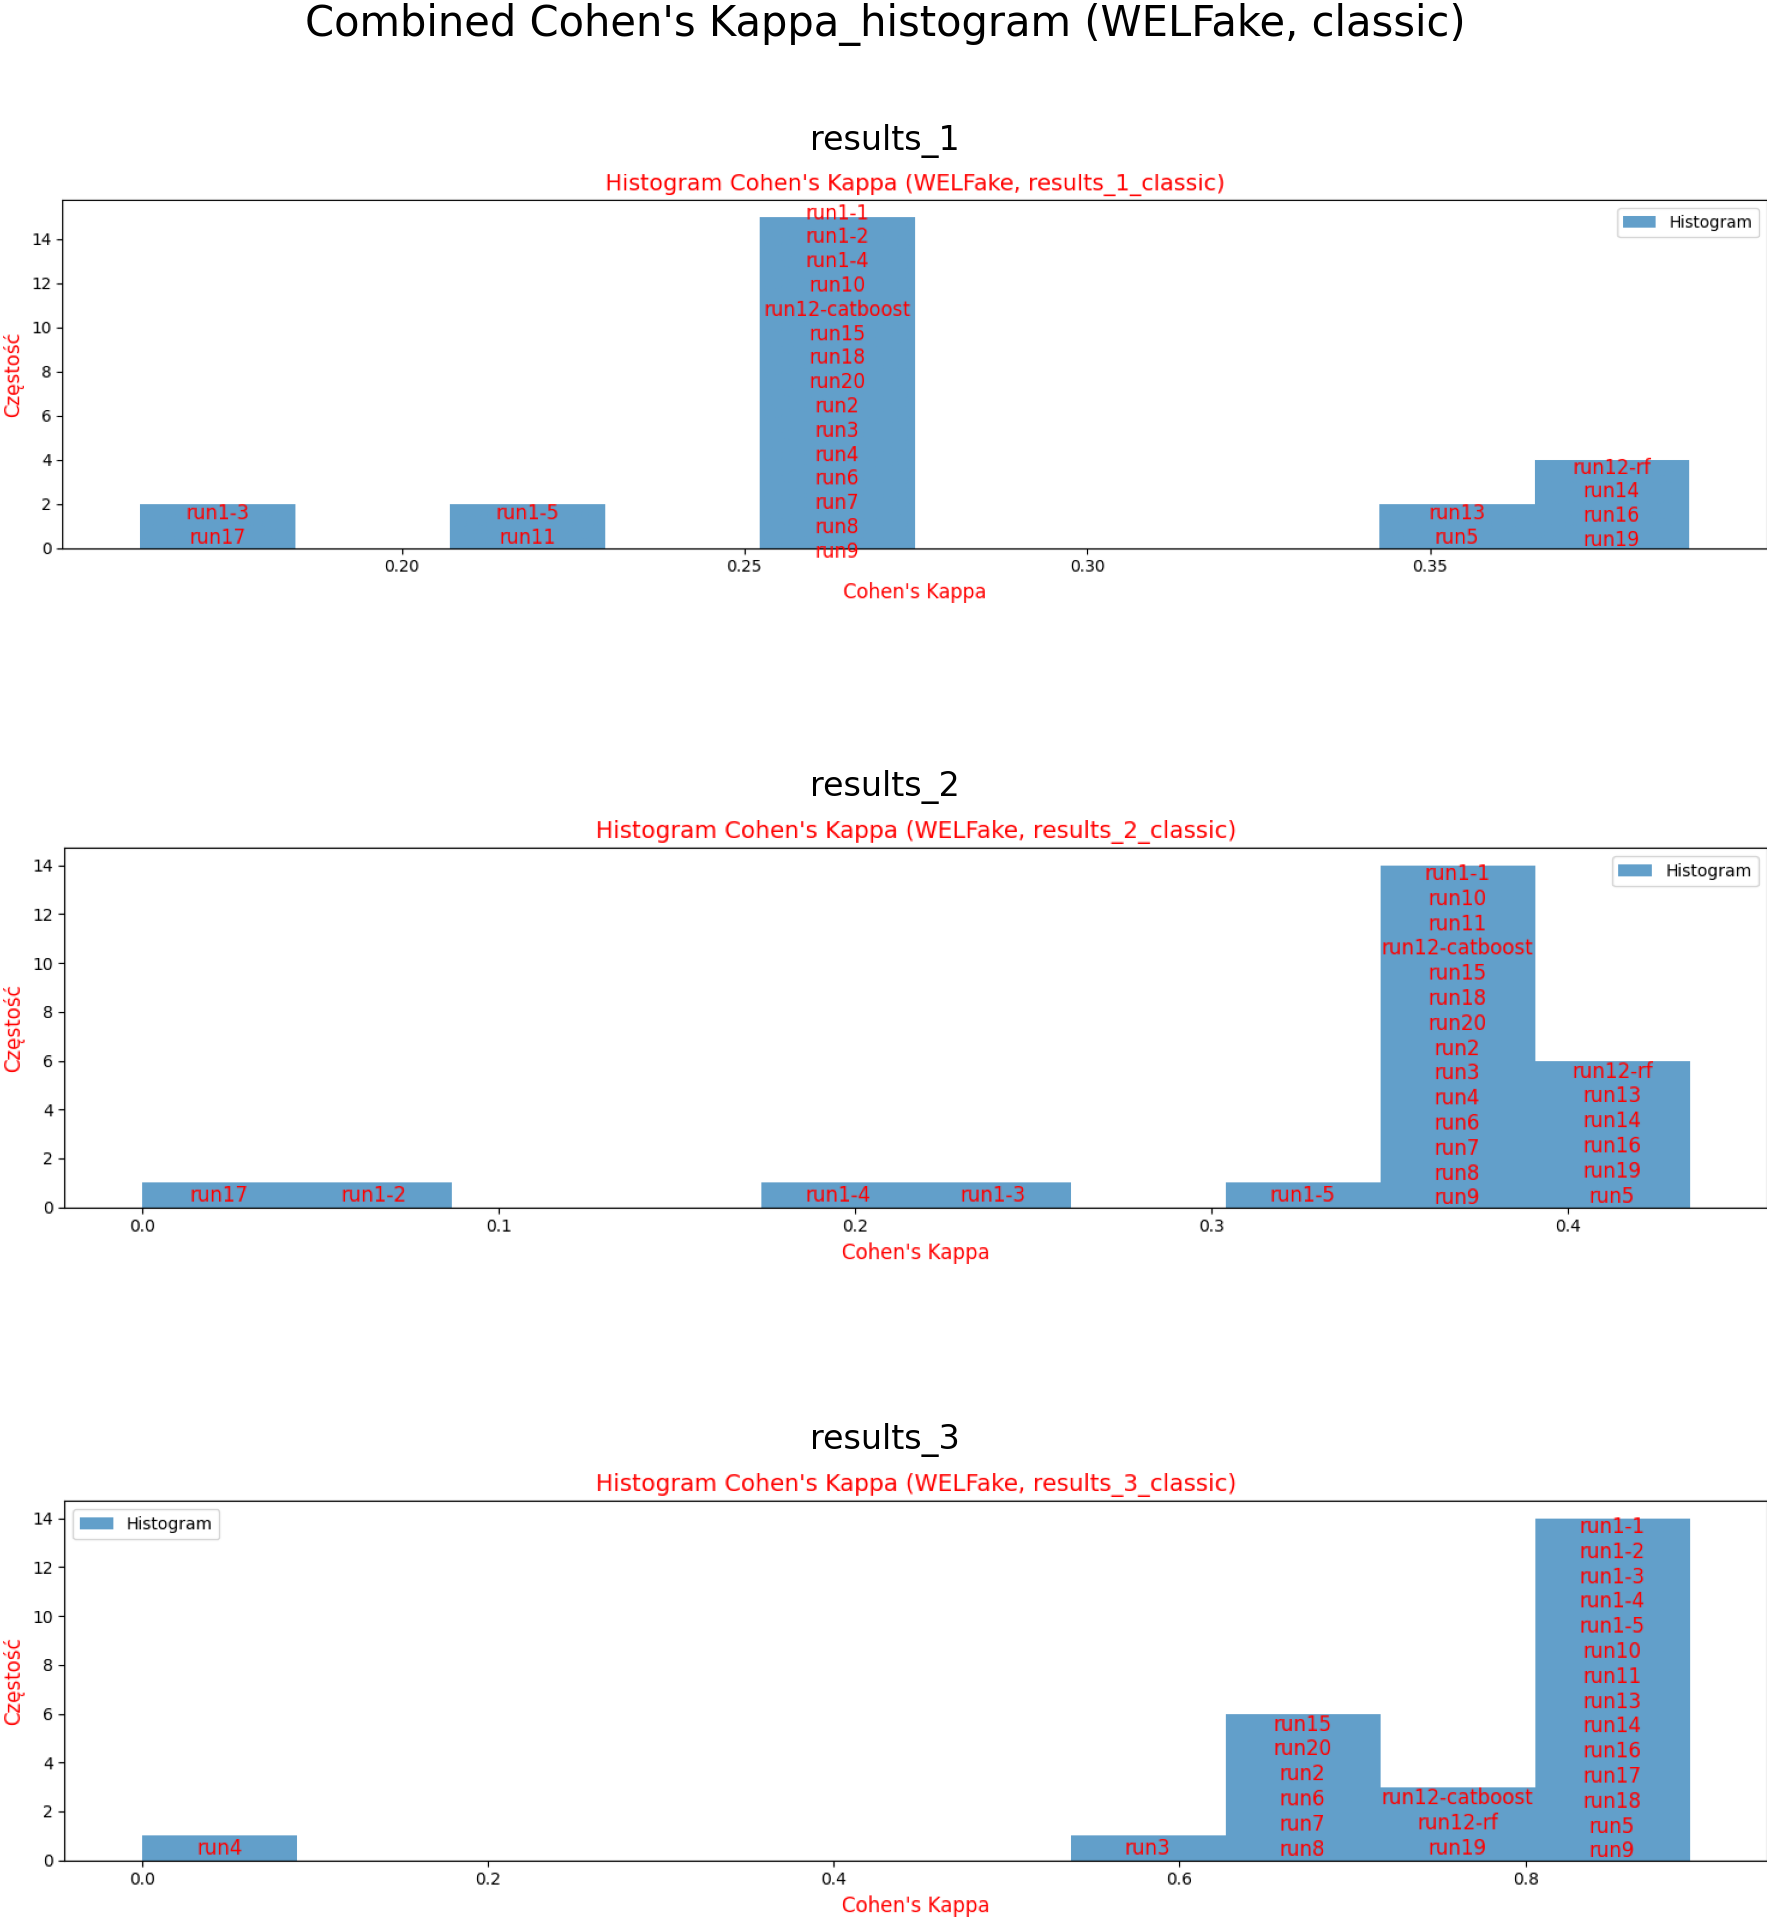 Combined Cohen's Kappa_histogram (WELFake, classic)
results_1
Histogram Cohen's Kappa (WELFake, results_1_classic)
Histogram
Częstość
14
12
10
8
6
4
2
0
run1-3
run17
run1-5
run11
run1-1
run1-2
run1-4
run10
run12-catboost
run15
run18
run20
run2
run3
run4
run6
run7
run8
run9
run13
run5
run12-rf
run14
run16
run19
0.20 0.25 0.30 0.35
Cohen's Kappa
results_2
Histogram Cohen's Kappa (WELFake, results_2_classic)
Histogram
Częstość
14
12
10
8
6
4
2
0
run17
run1-2
run1-4
run1-3
run1-5
run1-1
run10
run11
run12-catboost
run15
run18
run20
run2
run3
run4
run6
run7
run8
run9
run12-rf
run13
run14
run16
run19
run5
0.0 0.1 0.2 0.3 0.4
Cohen's Kappa
results_3
Histogram Cohen's Kappa (WELFake, results_3_classic)
Histogram
Częstość
14
12
10
8
6
4
2
0
run4
run3
run15
run20
run2
run6
run7
run8
run12-catboost
run12-rf
run19
run1-1
run1-2
run1-3
run1-4
run1-5
run10
run11
run13
run14
run16
run17
run18
run5
run9
0.0 0.2 0.4 0.6 0.8
Cohen's Kappa